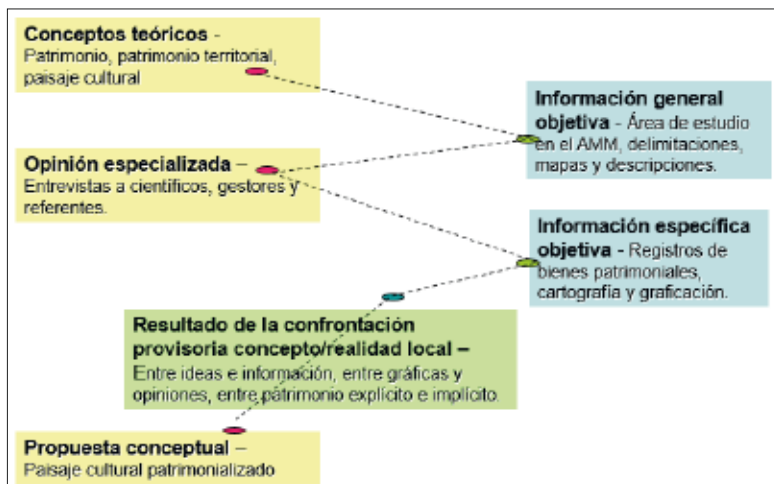 Conceptos teóricos -
Patrimonio, patrimonio territorial,
paisaje cultural
Información general
objetiva - Área de estudio
en el AMM, delimitaciones,
mapas y descripciones.
Opinión especializada –
Entrevistas a científicos, gestores y
referentes.
Información específica
objetiva - Registros de
bienes patrimoniales,
cartografía y graficación.
Resultado de la confrontación
provisoria concepto/realidad local –
Entre ideas e información, entre gráficas y
opiniones, entre patrimonio explícito e implícito.
Propuesta conceptual –
Paisaje cultural patrimonializado